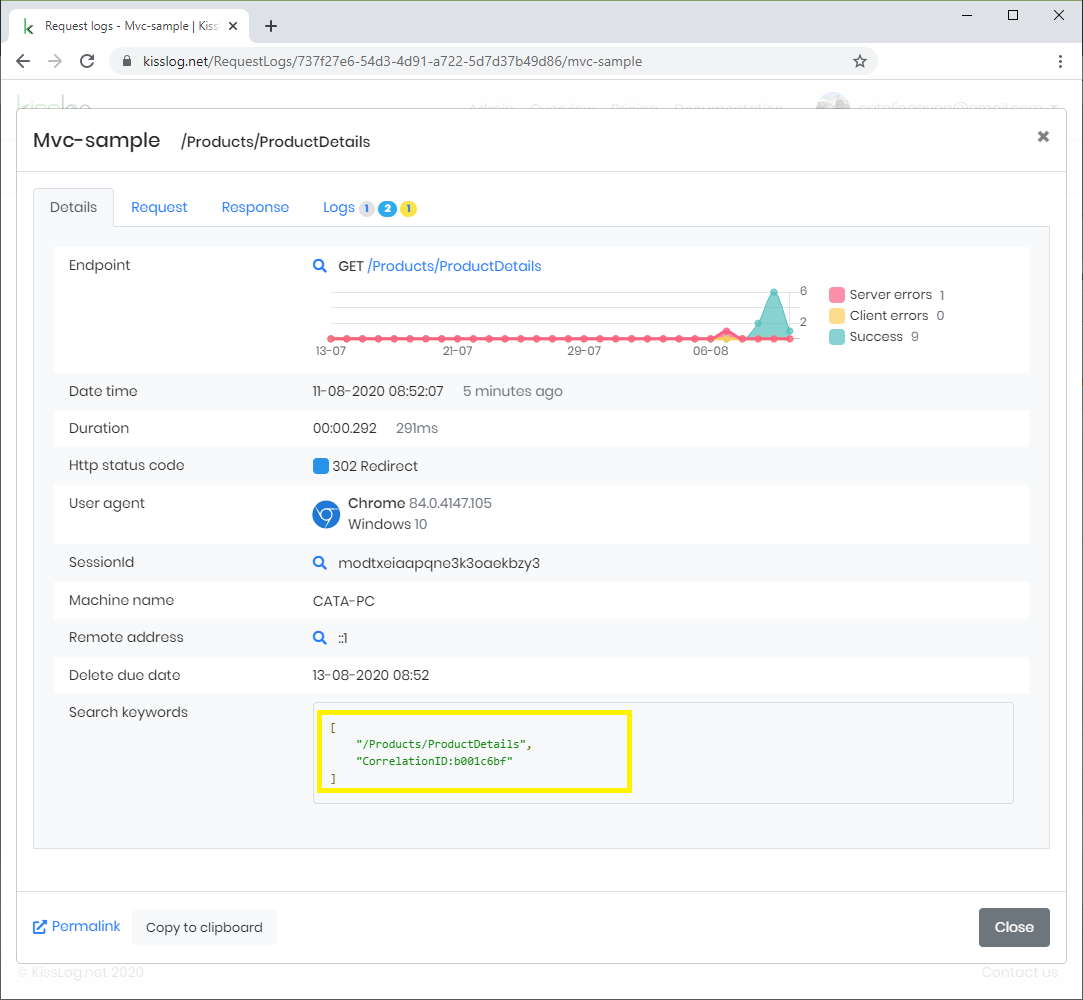 Request logs - Mvc-sample | Kiss
kisslog.net/RequestLogs/737f27e6-54d3-4d91-a722-5d7d37b49d86/mvc-sample
Mvc-sample /Products/ProductDetails
Details Request Response Logs 1 2 1
Endpoint GET /Products/ProductDetails
6
2
13-07 21-07 29-07 06-08
Server errors 1
Client errors 0
Success 9
Date time 11-08-2020 08:52:07 5 minutes ago
Duration 00:00.292 291ms
Http status code 302 Redirect
User agent Chrome 84.0.4147.105
Windows 10
SessionId modtxeiaapqne3k3oaekbzy3
Machine name CATA-PC
Remote address ::1
Delete due date 13-08-2020 08:52
Search keywords
[
"/Products/ProductDetails",
"CorrelationID:b001c6bf"
]
Permalink Copy to clipboard Close
© KissLog.net 2020 Contact us